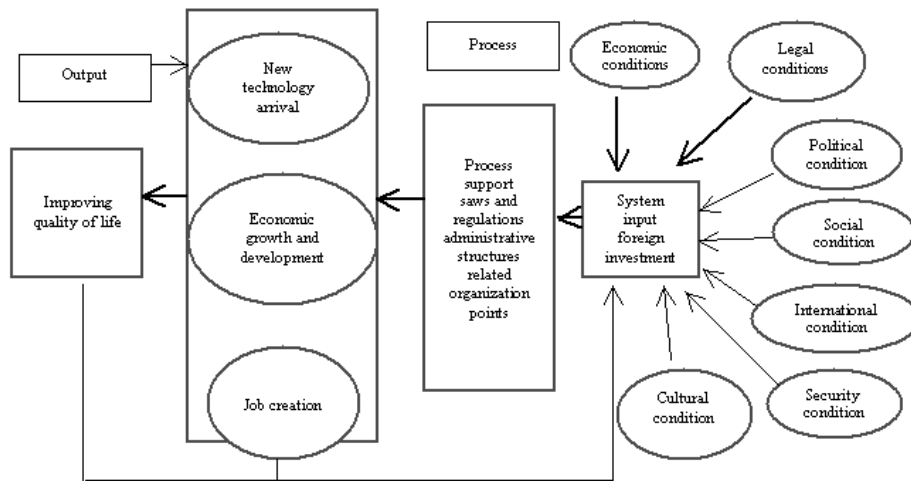 Output
New
technology
arrival
Process
Economic
conditions
Legal
conditions
Improving
quality of life
Economic
growth and
development
Process
support
saws and
regulations
administrative
structures
related
organization
points
System
input
foreign
investment
Political
condition
Social
condition
International
condition
Job creation
Cultural
condition
Security
condition